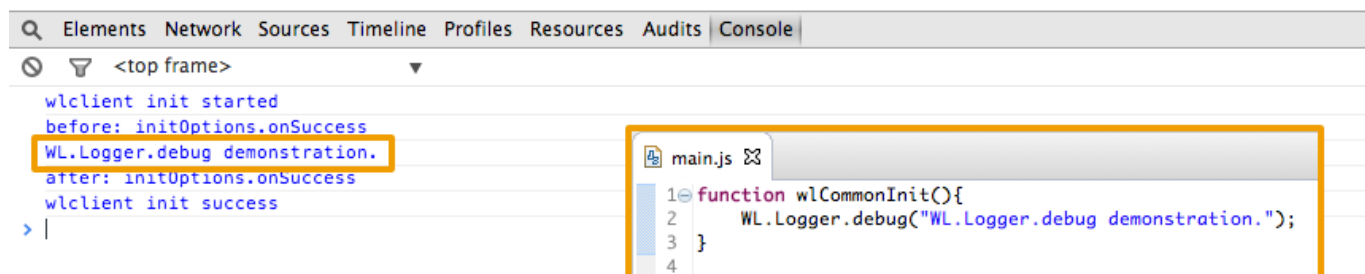 Elements Network Sources Timeline Profiles Resources Audits Console
<top frame> ▼
wlclient init started
before: initOptions.onSuccess
WL.Logger.debug demonstration.
after: initOptions.onSuccess
wlclient init success
>
main.js
1 function wlCommonInit(){
2 WL.Logger.debug("WL.Logger.debug demonstration.");
3 }
4